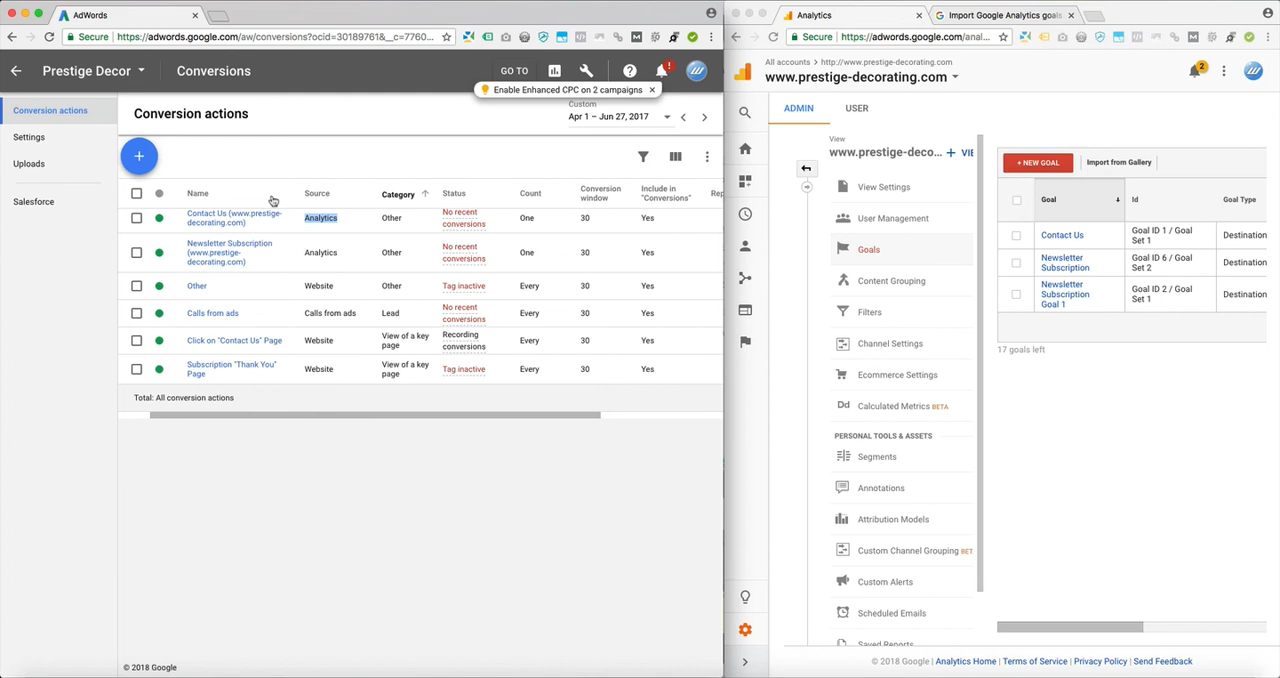 AdWords
Secure https://adwords.google.com/aw/conversions?ocid=30189761&__c=7760...
Prestige Decor
Conversions
GO TO
Enable Enhanced CPC on 2 campaigns
Conversion actions
Settings
Uploads
Salesforce
Conversion actions
Custom
Apr 1 – Jun 27, 2017
Name Source Category Status Count Conversion window Include in "Conversions" Rep
Contact Us (www.prestige-decorating.com) Analytics Other No recent conversions One 30 Yes
Newsletter Subscription (www.prestige-decorating.com) Analytics Other No recent conversions One 30 Yes
Other Website Other Tag inactive Every 30 Yes
Calls from ads Calls from ads Lead No recent conversions Every 30 Yes
Click on "Contact Us" Page Website View of a key page Recording conversions Every 30 Yes
Subscription "Thank You" Page Website View of a key page Tag inactive Every 30 Yes
Total: All conversion actions
© 2018 Google
Analytics
Import Google Analytics goals
Secure https://adwords.google.com/anal...
All accounts > http://www.prestige-decorating.com
www.prestige-decorating.com
2
ADMIN USER
View
www.prestige-deco... + VIE
View Settings
User Management
Goals
Content Grouping
Filters
Channel Settings
Ecommerce Settings
Dd Calculated Metrics BETA
PERSONAL TOOLS & ASSETS
Segments
Annotations
Attribution Models
Custom Channel Grouping BET
Custom Alerts
Scheduled Emails
Saved Reports
+ NEW GOAL Import from Gallery
Goal Id Goal Type
Contact Us Goal ID 1 / Goal Set 1 Destination
Newsletter Subscription Goal ID 6 / Goal Set 2 Destination
Newsletter Subscription Goal 1 Goal ID 2 / Goal Set 1 Destination
17 goals left
© 2018 Google | Analytics Home | Terms of Service | Privacy Policy | Send Feedback